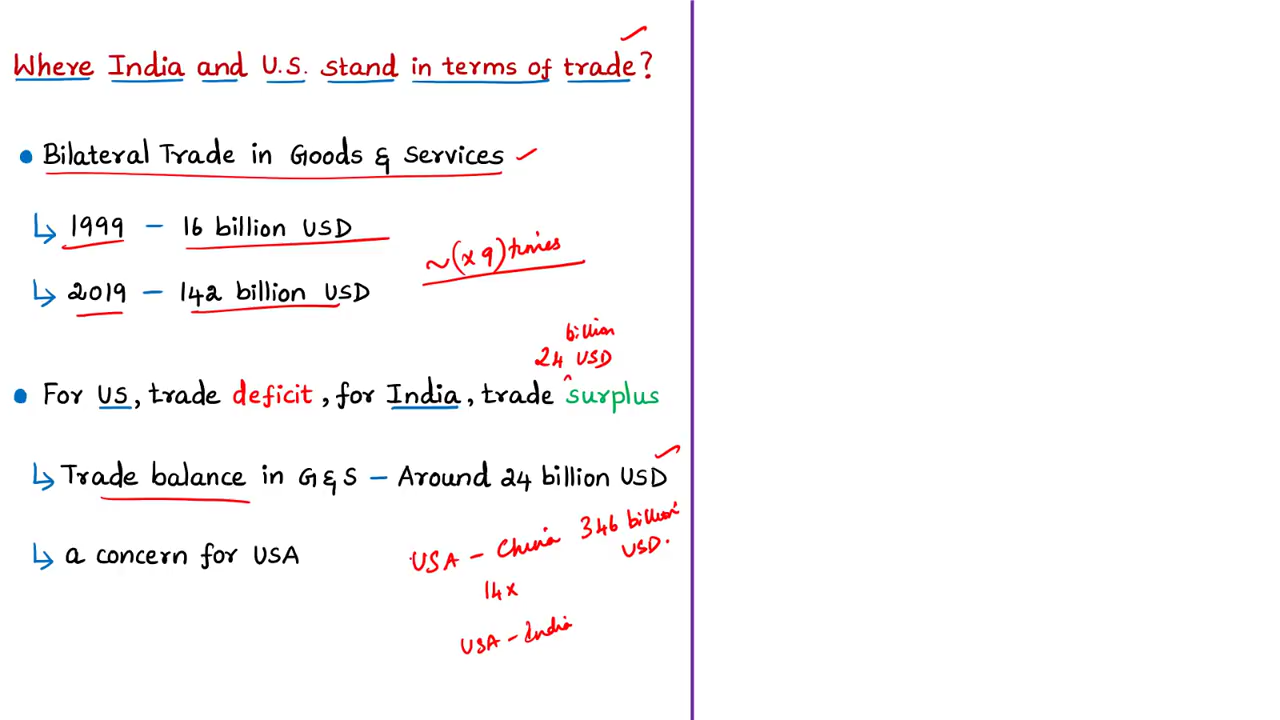 Where India and U.S. stand in terms of trade?
• Bilateral Trade in Goods & Services
↳ 1999 – 16 billion USD
~(x 9) times
↳ 2019 – 142 billion USD
billion
24 USD
^
• For US, trade deficit, for India, trade surplus
↳ Trade balance in G & S – Around 24 billion USD
USA – China 346 billion
USD.
↳ a concern for USA
14x
USA – India